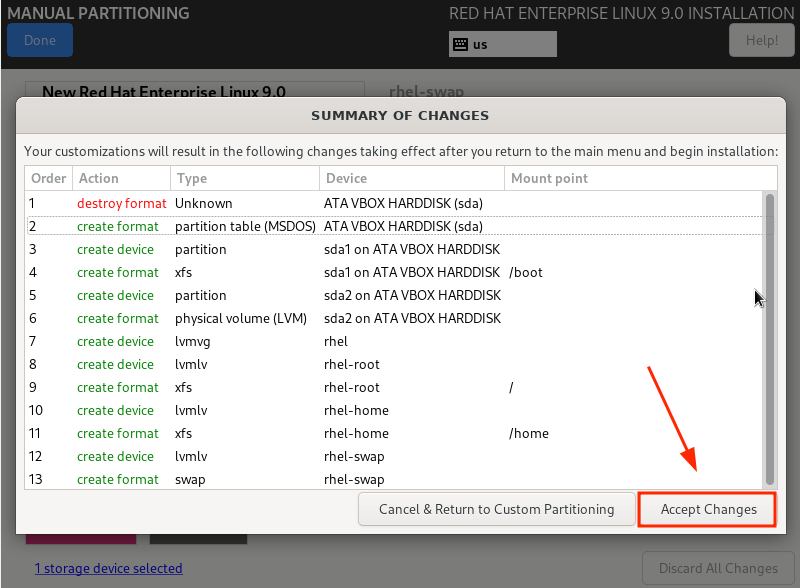 MANUAL PARTITIONING
RED HAT ENTERPRISE LINUX 9.0 INSTALLATION
Done
us
Help!
New Red Hat Enterprise Linux 9.0
rhel-swap
SUMMARY OF CHANGES
Your customizations will result in the following changes taking effect after you return to the main menu and begin installation:
Order Action Type Device Mount point
1 destroy format Unknown ATA VBOX HARDDISK (sda)
2 create format partition table (MSDOS) ATA VBOX HARDDISK (sda)
3 create device partition sda1 on ATA VBOX HARDDISK
4 create format xfs sda1 on ATA VBOX HARDDISK /boot
5 create device partition sda2 on ATA VBOX HARDDISK
6 create format physical volume (LVM) sda2 on ATA VBOX HARDDISK
7 create device lvmvg rhel
8 create device lvmlv rhel-root
9 create format xfs rhel-root /
10 create device lvmlv rhel-home
11 create format xfs rhel-home /home
12 create device lvmlv rhel-swap
13 create format swap rhel-swap
Cancel & Return to Custom Partitioning
Accept Changes
1 storage device selected
Discard All Changes